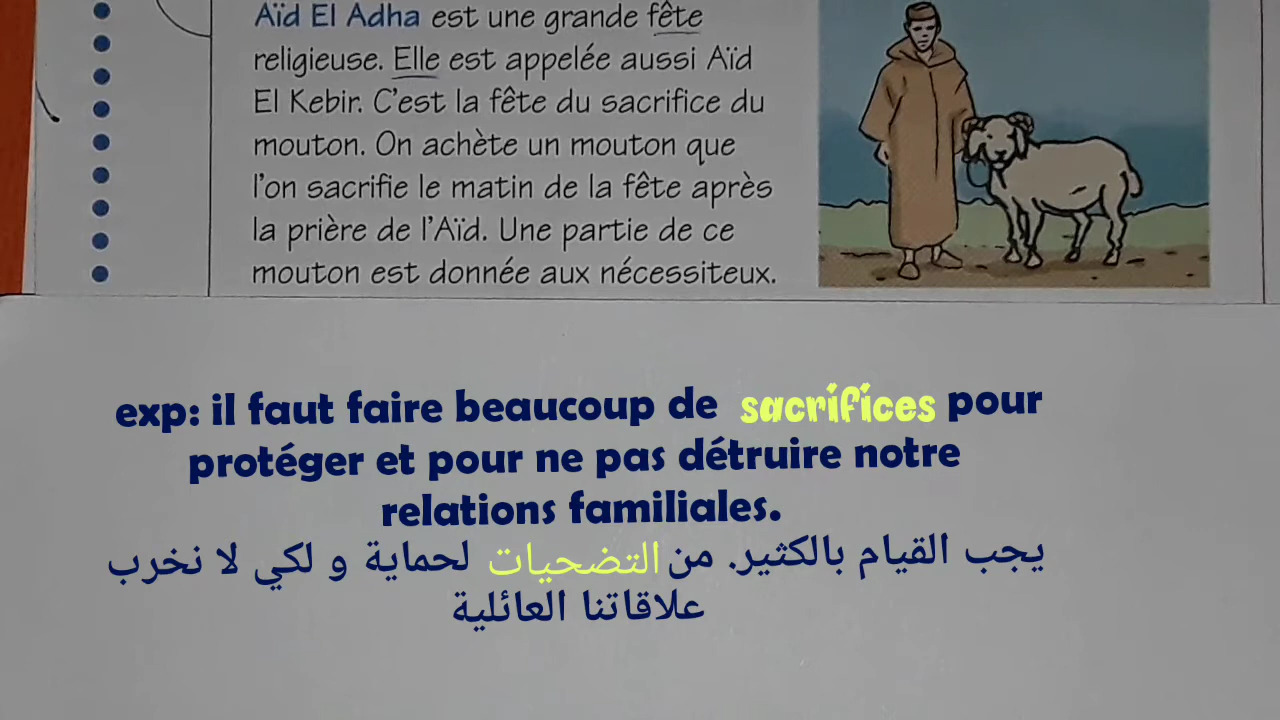 Aïd El Adha est une grande fête
religieuse. Elle est appelée aussi Aïd
El Kebir. C'est la fête du sacrifice du
mouton. On achète un mouton que
l'on sacrifie le matin de la fête après
la prière de l'Aïd. Une partie de ce
mouton est donnée aux nécessiteux.
exp: il faut faire beaucoup de sacrifices pour
protéger et pour ne pas détruire notre
relations familiales.
يجب القيام بالكثير. من التضحيات لحماية و لكي لا نخرب
علاقاتنا العائلية